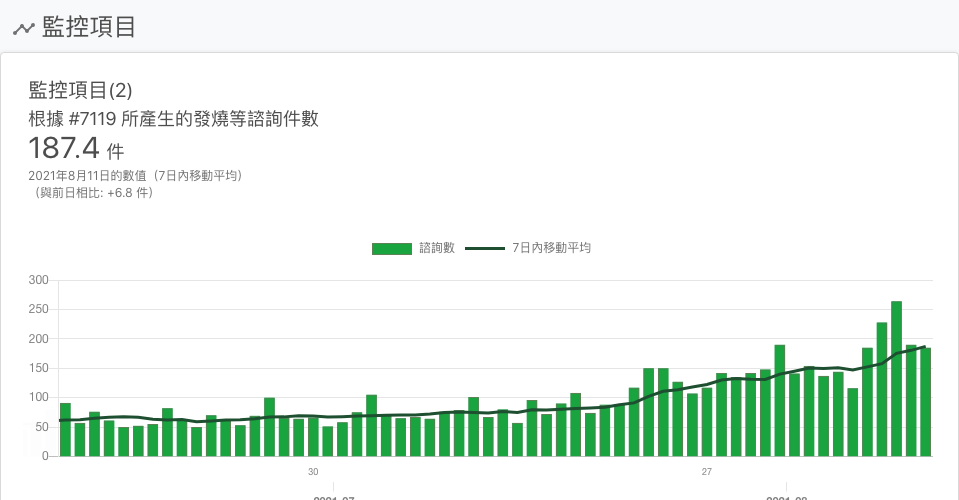 監控項目
監控項目(2)
根據 #7119 所產生的發燒等諮詢件數
187.4 件
2021年8月11日的數值（7日內移動平均）
（與前日相比: +6.8 件）
諮詢數 7日內移動平均
300
250
200
150
100
50
0
30 27